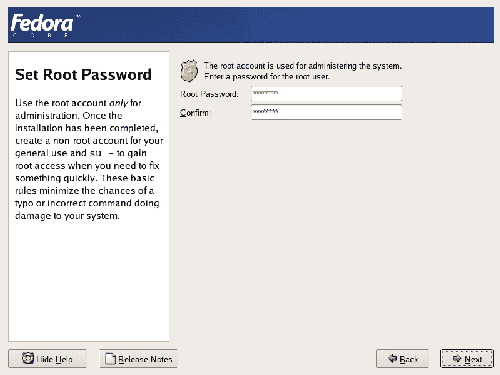 Fedora™
CORE
Set Root Password
Use the root account only for
administration. Once the
installation has been completed,
create a non-root account for your
general use and su - to gain
root access when you need to fix
something quickly. These basic
rules minimize the chances of a
typo or incorrect command doing
damage to your system.
The root account is used for administering the system.
Enter a password for the root user.
Root Password: ********
Confirm: ********
Hide Help
Release Notes
Back
Next